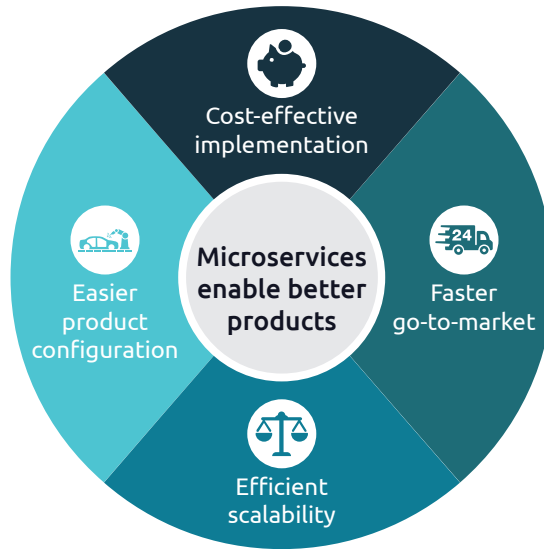 Cost-effective
implementation
Microservices
enable better
products
24
Faster
go-to-market
Easier
product
configuration
Efficient
scalability